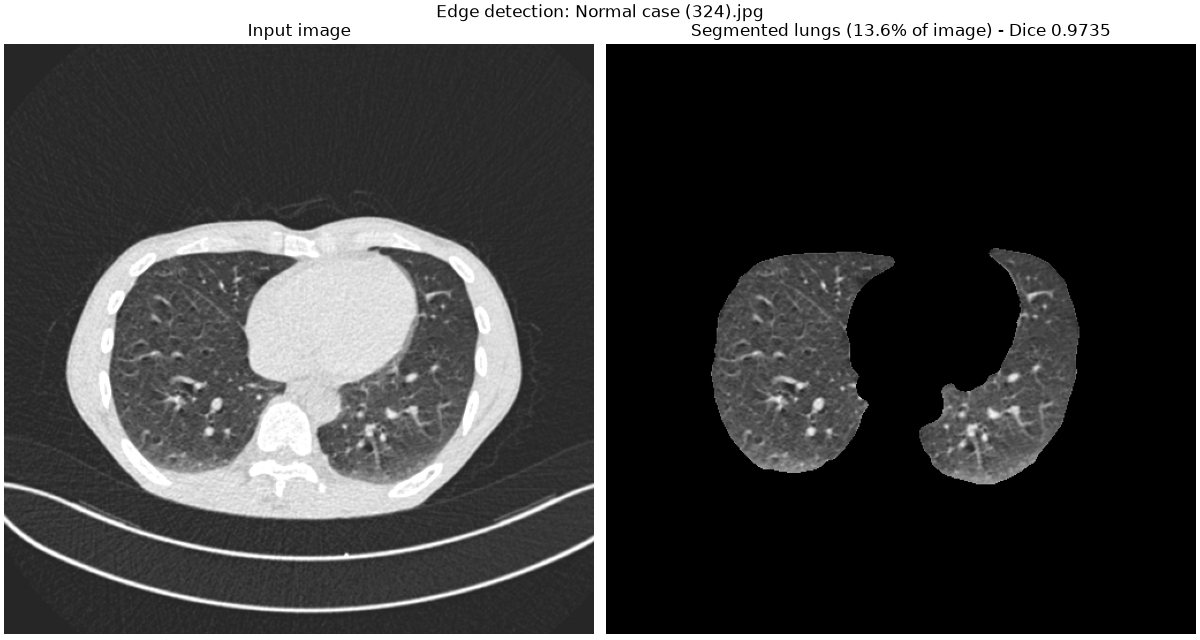 Edge detection: Normal case (324).jpg
Input image
Segmented lungs (13.6% of image) - Dice 0.9735